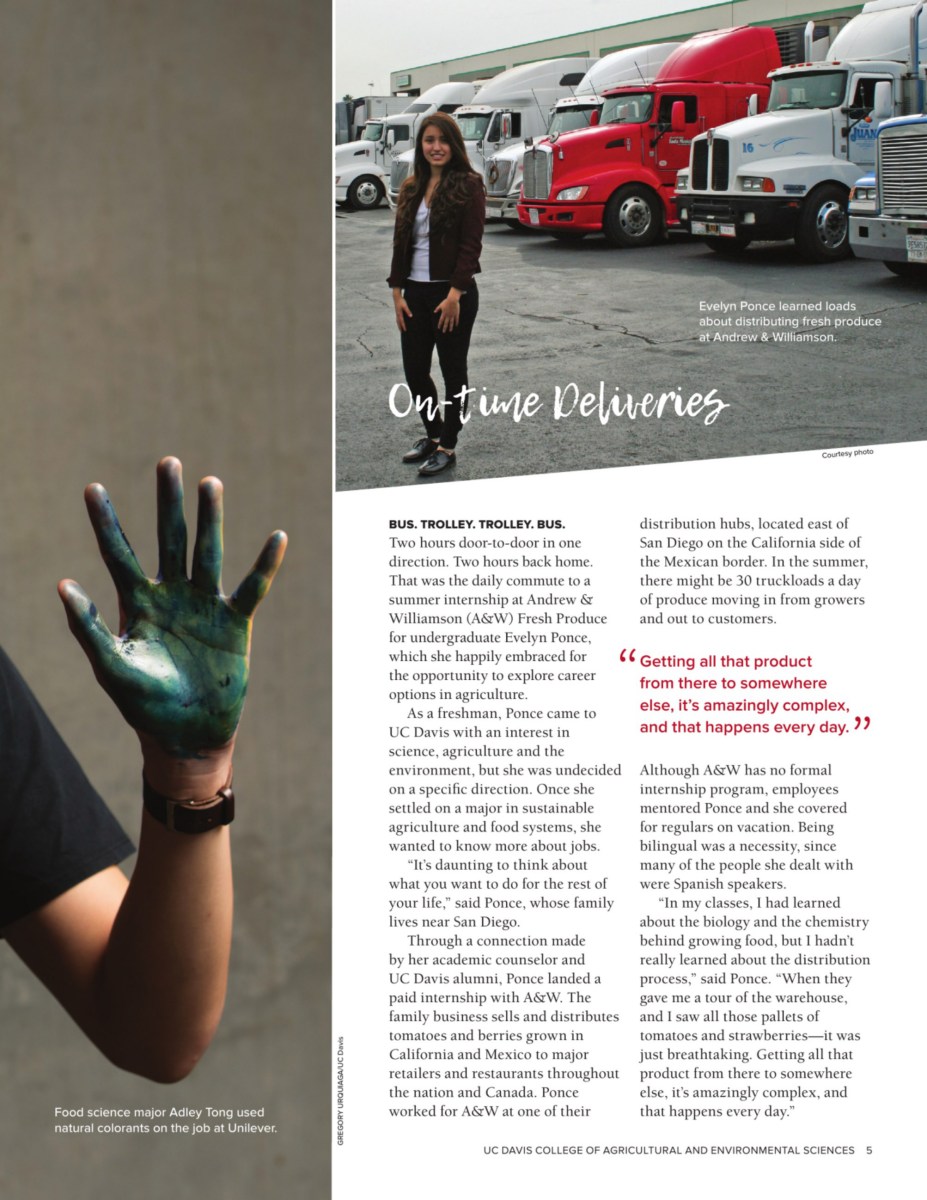 Evelyn Ponce learned loads
about distributing fresh produce
at Andrew & Williamson.
On-time Deliveries
Courtesy photo
BUS. TROLLEY. TROLLEY. BUS.
Two hours door-to-door in one
direction. Two hours back home.
That was the daily commute to a
summer internship at Andrew &
Williamson (A&W) Fresh Produce
for undergraduate Evelyn Ponce,
which she happily embraced for
the opportunity to explore career
options in agriculture.
As a freshman, Ponce came to
UC Davis with an interest in
science, agriculture and the
environment, but she was undecided
on a specific direction. Once she
settled on a major in sustainable
agriculture and food systems, she
wanted to know more about jobs.
“It’s daunting to think about
what you want to do for the rest of
your life,” said Ponce, whose family
lives near San Diego.
Through a connection made
by her academic counselor and
UC Davis alumni, Ponce landed a
paid internship with A&W. The
family business sells and distributes
tomatoes and berries grown in
California and Mexico to major
retailers and restaurants throughout
the nation and Canada. Ponce
worked for A&W at one of their
distribution hubs, located east of
San Diego on the California side of
the Mexican border. In the summer,
there might be 30 truckloads a day
of produce moving in from growers
and out to customers.
“Getting all that product
from there to somewhere
else, it’s amazingly complex,
and that happens every day.”
Although A&W has no formal
internship program, employees
mentored Ponce and she covered
for regulars on vacation. Being
bilingual was a necessity, since
many of the people she dealt with
were Spanish speakers.
“In my classes, I had learned
about the biology and the chemistry
behind growing food, but I hadn’t
really learned about the distribution
process,” said Ponce. “When they
gave me a tour of the warehouse,
and I saw all those pallets of
tomatoes and strawberries—it was
just breathtaking. Getting all that
product from there to somewhere
else, it’s amazingly complex, and
that happens every day.”
Food science major Adley Tong used
natural colorants on the job at Unilever.
GREGORY URQUIAGA/UC Davis
16
JUAN
UC DAVIS COLLEGE OF AGRICULTURAL AND ENVIRONMENTAL SCIENCES 5